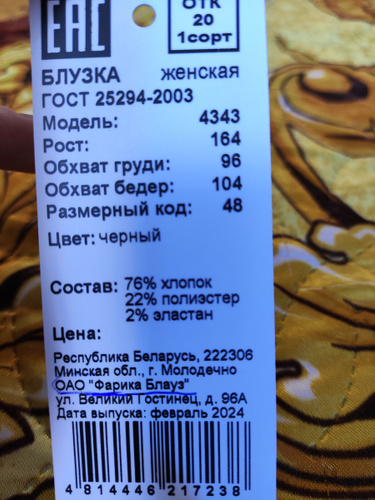 ЕАС
ОТК
20
1сорт
БЛУЗКА женская
ГОСТ 25294-2003
Модель: 4343
Рост: 164
Обхват груди: 96
Обхват бедер: 104
Размерный код: 48
Цвет: черный
Состав: 76% хлопок
22% полиэстер
2% эластан
Цена:
Республика Беларусь, 222306
Минская обл., г. Молодечно
ОАО "Фарика Блауз"
ул. Великий Гостинец, д. 96А
Дата выпуска: февраль 2024
4 814446 217238